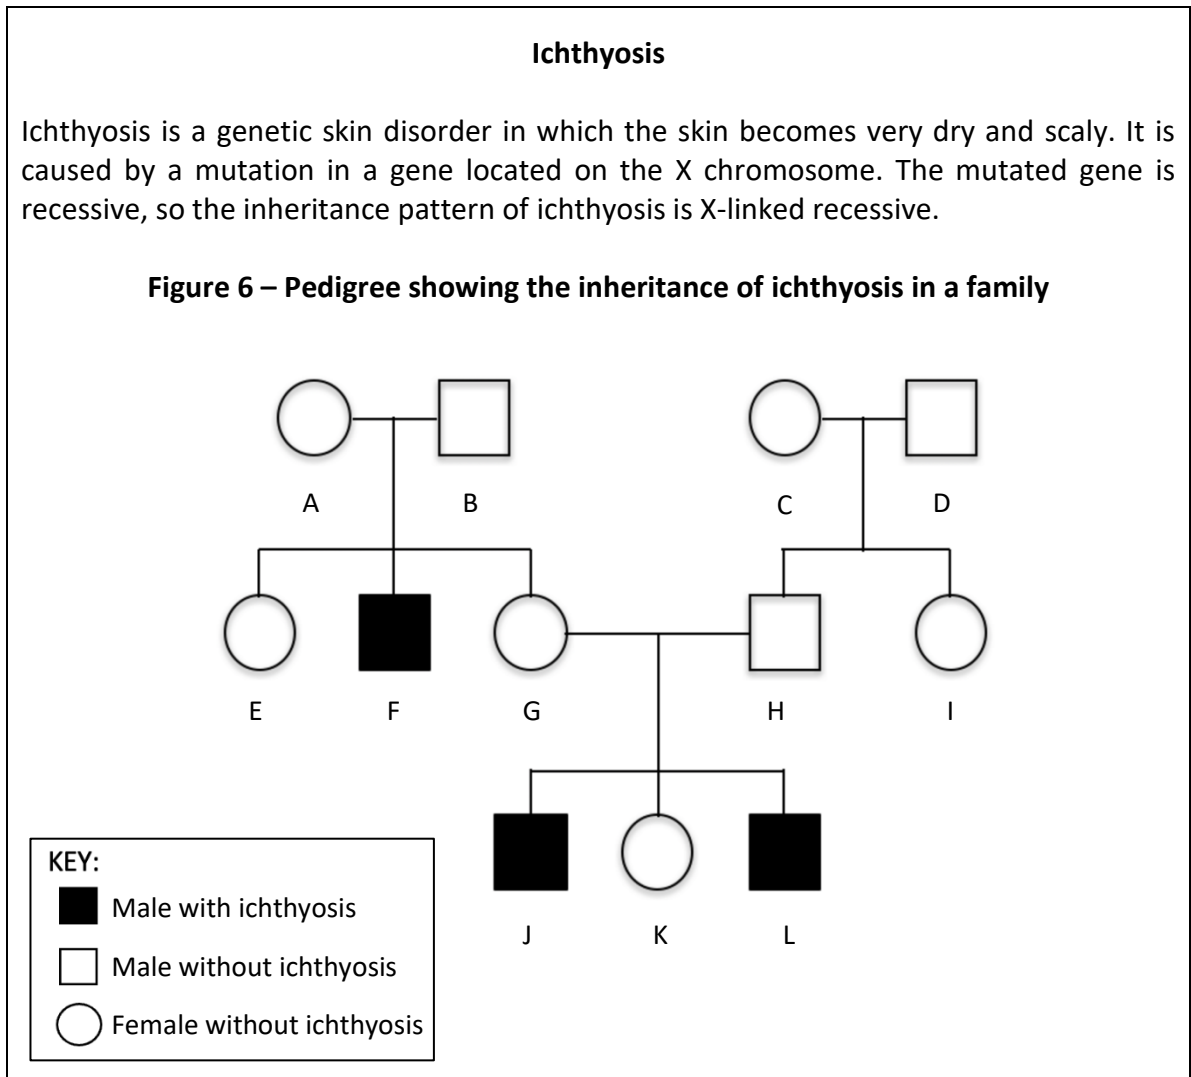 Ichthyosis
Ichthyosis is a genetic skin disorder in which the skin becomes very dry and scaly. It is
caused by a mutation in a gene located on the X chromosome. The mutated gene is
recessive, so the inheritance pattern of ichthyosis is X-linked recessive.
Figure 6 – Pedigree showing the inheritance of ichthyosis in a family
A B C D
E F G H I
J K L
KEY:
Male with ichthyosis
Male without ichthyosis
Female without ichthyosis